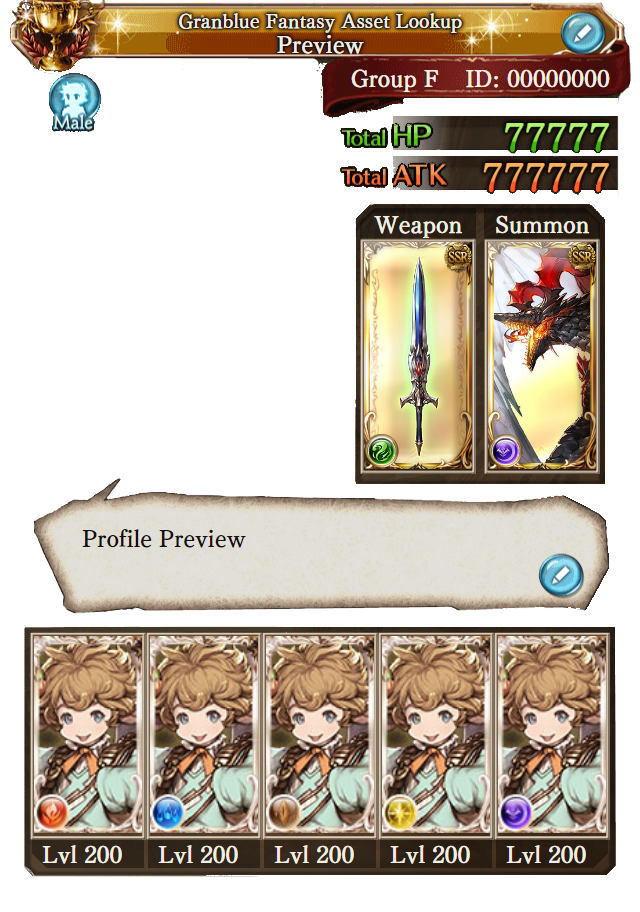 Granblue Fantasy Asset Lookup
Preview
Group F ID: 00000000
Male
Total HP 77777
Total ATK 777777
Weapon Summon
SSR SSR
Profile Preview
Lvl 200 Lvl 200 Lvl 200 Lvl 200 Lvl 200